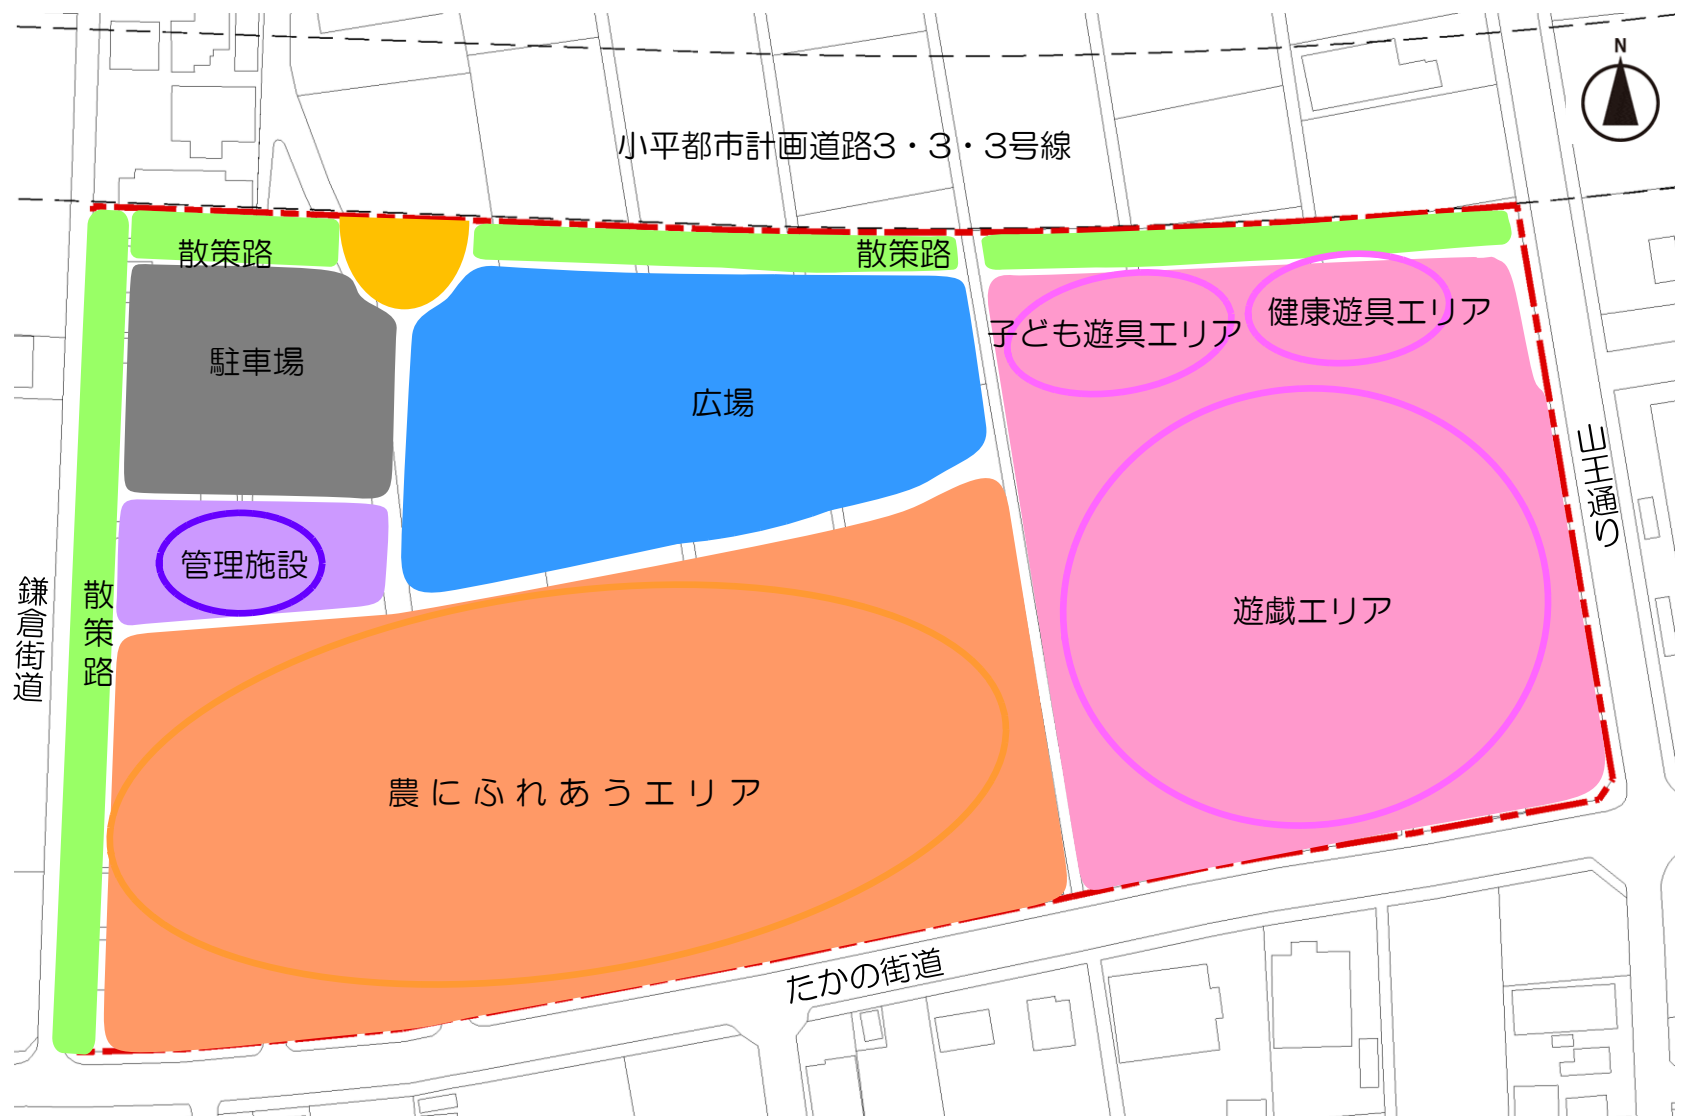 N
小平都市計画道路3・3・3号線
散策路
散策路
健康遊具エリア
子ども遊具エリア
駐車場
広場
山王通り
管理施設
鎌倉街道
散策路
遊戯エリア
農にふれあうエリア
たかの街道